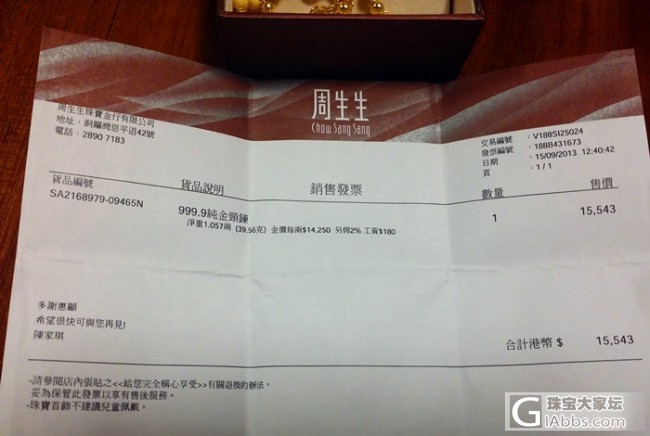 周生生
Chow Sang Sang
周生生珠寶金行有限公司
地址：銅鑼灣恩平道42號
電話：2890 7183
交易編號：V18BSI25024
發票編號：18BB431673
日期：15/09/2013 12:40:42
頁：1 / 1
貨品編號 貨品說明 銷售發票 數量 售價
SA2168979-09465N 999.9純金頸鍊 1 15,543
淨重1.057兩 (39.56克) 金價每兩$14,250 另佣2% 工資$180
多謝惠顧
希望很快可與您再見!
陳家琪
合計港幣 $ 15,543
-請參閱店內張貼之<<給您完全稱心享受>>有關退換的辦法。
妥為保管此發票以享有售後服務。
-珠寶首飾不建議兒童佩戴。
珠宝大家坛
GiAbbs.com